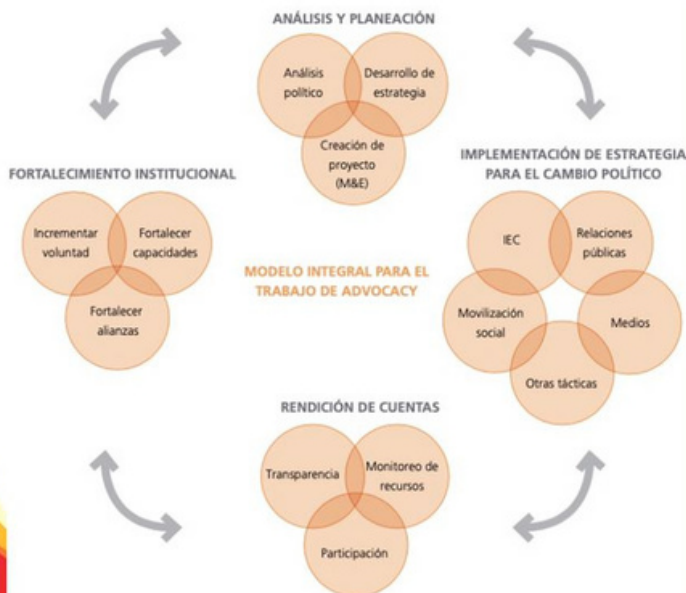 ANÁLISIS Y PLANEACIÓN
Análisis
político
Desarrollo de
estrategia
Creación de
proyecto
(M&E)
FORTALECIMIENTO INSTITUCIONAL
Incrementar
voluntad
Fortalecer
capacidades
Fortalecer
alianzas
MODELO INTEGRAL PARA EL
TRABAJO DE ADVOCACY
IMPLEMENTACIÓN DE ESTRATEGIA
PARA EL CAMBIO POLÍTICO
IEC
Relaciones
públicas
Movilización
social
Medios
Otras tácticas
RENDICIÓN DE CUENTAS
Transparencia
Monitoreo de
recursos
Participación